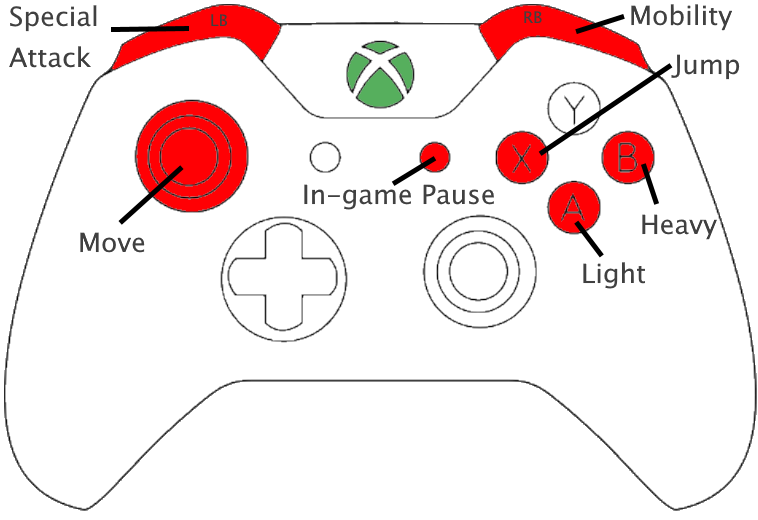 Special
Attack
LB
RB
Mobility
Jump
Y
X
B
A
In-game Pause
Move
Heavy
Light